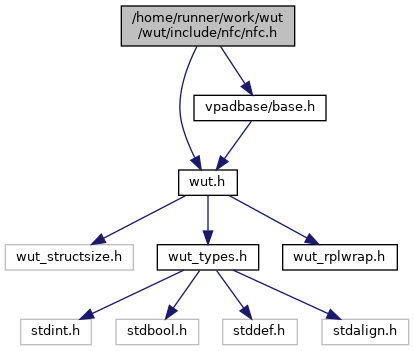 /home/runner/work/wut
/wut/include/nfc/nfc.h
vpadbase/base.h
wut.h
wut_structsize.h
wut_types.h
wut_rplwrap.h
stdint.h
stdbool.h
stddef.h
stdalign.h